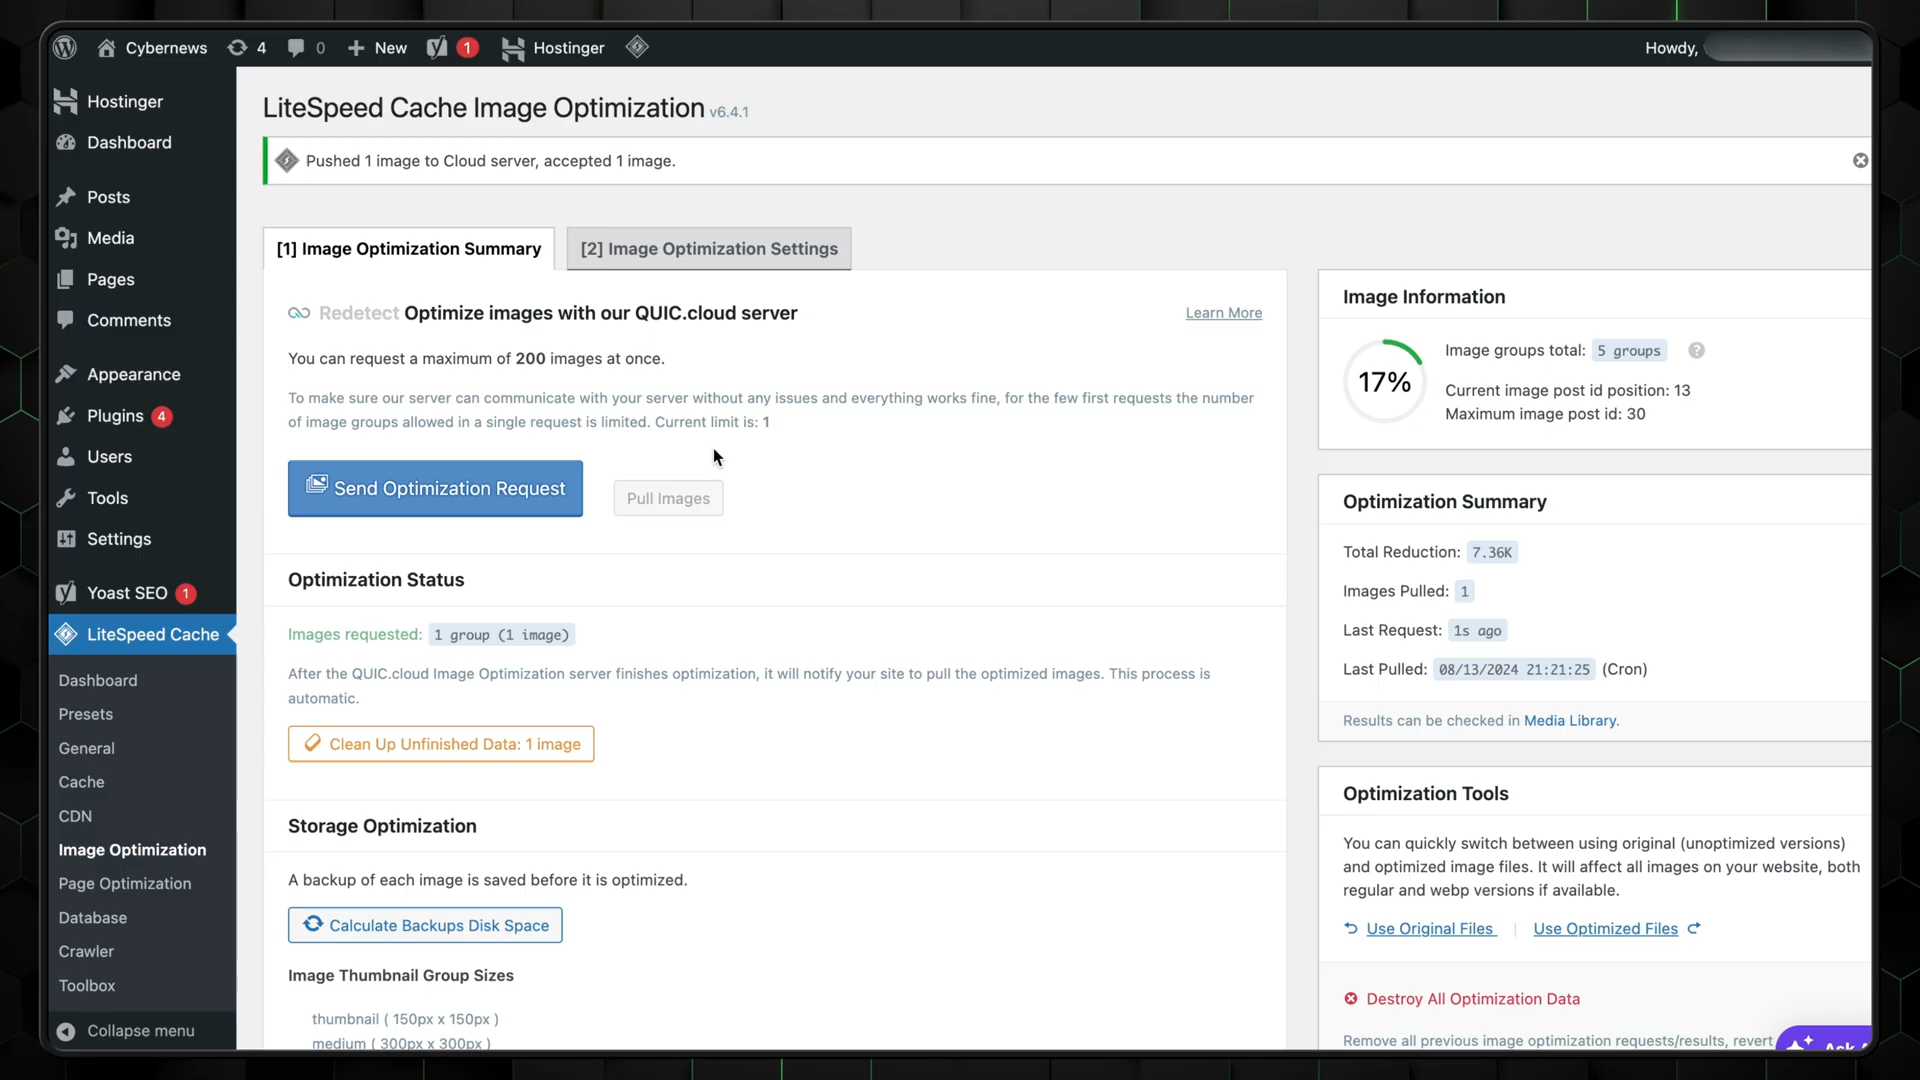 Cybernews 4 0 + New 1 Hostinger Howdy,
Hostinger
Dashboard
Posts
Media
Pages
Comments
Appearance
Plugins 4
Users
Tools
Settings
Yoast SEO 1
LiteSpeed Cache
Dashboard
Presets
General
Cache
CDN
Image Optimization
Page Optimization
Database
Crawler
Toolbox
Collapse menu
LiteSpeed Cache Image Optimization v6.4.1
Pushed 1 image to Cloud server, accepted 1 image.
[1] Image Optimization Summary
[2] Image Optimization Settings
Redetect Optimize images with our QUIC.cloud server
Learn More
You can request a maximum of 200 images at once.
To make sure our server can communicate with your server without any issues and everything works fine, for the few first requests the number
of image groups allowed in a single request is limited. Current limit is: 1
Send Optimization Request
Pull Images
Optimization Status
Images requested: 1 group (1 image)
After the QUIC.cloud Image Optimization server finishes optimization, it will notify your site to pull the optimized images. This process is
automatic.
Clean Up Unfinished Data: 1 image
Storage Optimization
A backup of each image is saved before it is optimized.
Calculate Backups Disk Space
Image Thumbnail Group Sizes
thumbnail ( 150px x 150px )
medium ( 300px x 300px )
Image Information
17%
Image groups total: 5 groups ?
Current image post id position: 13
Maximum image post id: 30
Optimization Summary
Total Reduction: 7.36K
Images Pulled: 1
Last Request: 1s ago
Last Pulled: 08/13/2024 21:21:25 (Cron)
Results can be checked in Media Library.
Optimization Tools
You can quickly switch between using original (unoptimized versions)
and optimized image files. It will affect all images on your website, both
regular and webp versions if available.
Use Original Files | Use Optimized Files
Destroy All Optimization Data
Remove all previous image optimization requests/results, revert
Ask